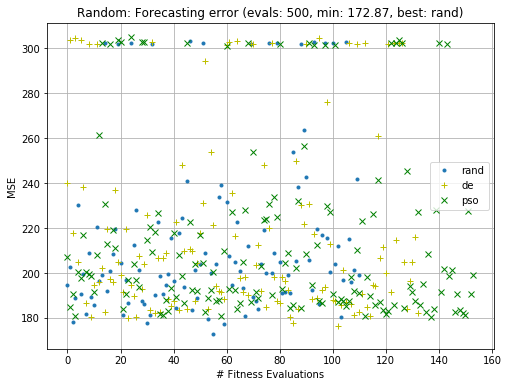 Random: Forecasting error (evals: 500, min: 172.87, best: rand)
300
280
260
240
220
200
180
MSE
rand
de
pso
0 20 40 60 80 100 120 140 160
# Fitness Evaluations